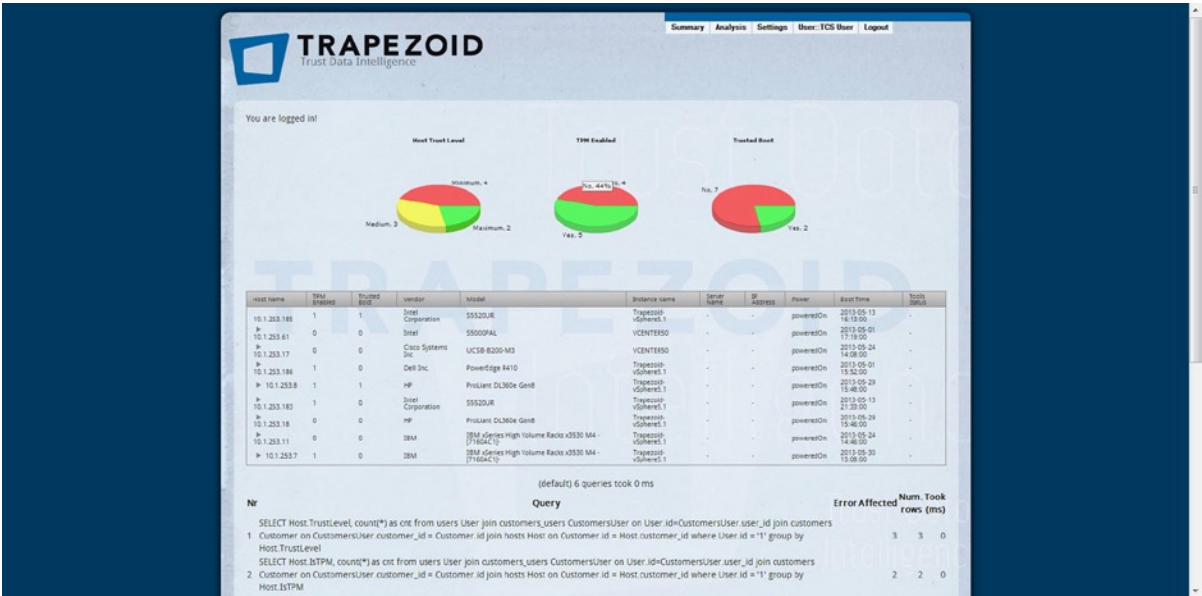 Summary Analysis Settings User::TCS User Logout
TRAPEZOID
Trust Data Intelligence
You are logged in!
Host Trust Level TPM Enabled Trusted Boot
Minimum, 4
Medium, 3
Maximum, 2
No, 44%
Yes, 5
No, 7
Yes, 2
TRAPEZOID
Host Name TPM Enabled Trusted Boot Vendor Model Instance Name Server Name IP Address Power Boot Time Tools Status
10.1.253.185 1 1 Intel Corporation S5520UR Trapezoid-vSphere5.1 - - poweredOn 2013-05-13 16:13:00 -
10.1.253.61 0 0 Intel S5000PAL VCENTER50 - - poweredOn 2013-05-01 17:19:00 -
10.1.253.17 0 0 Cisco Systems Inc UCSB-B200-M3 VCENTER50 - - poweredOn 2013-05-24 14:08:00 -
10.1.253.186 1 0 Dell Inc. PowerEdge R410 Trapezoid-vSphere5.1 - - poweredOn 2013-05-01 15:52:00 -
10.1.253.8 1 1 HP ProLiant DL360e Gen8 Trapezoid-vSphere5.1 - - poweredOn 2013-05-29 15:48:00 -
10.1.253.183 1 0 Intel Corporation S5520UR Trapezoid-vSphere5.1 - - poweredOn 2013-05-13 21:33:00 -
10.1.253.18 0 0 HP ProLiant DL360e Gen8 Trapezoid-vSphere5.1 - - poweredOn 2013-05-29 15:46:00 -
10.1.253.11 0 0 IBM IBM xSeries High Volume Racks x3530 M4 -[7160AC1]- Trapezoid-vSphere5.1 - - poweredOn 2013-05-24 14:46:00 -
10.1.253.7 1 0 IBM IBM xSeries High Volume Racks x3530 M4 -[7160AC1]- Trapezoid-vSphere5.1 - - poweredOn 2013-05-30 15:08:00 -
(default) 6 queries took 0 ms
Nr Query Error Affected Num. rows Took (ms)
SELECT Host.TrustLevel, count(*) as cnt from users User join customers_users CustomersUser on User.id=CustomersUser.user_id join customers
1 Customer on CustomersUser.customer_id = Customer.id join hosts Host on Customer.id = Host.customer_id where User.id = '1' group by 3 3 0
Host.TrustLevel
SELECT Host.IsTPM, count(*) as cnt from users User join customers_users CustomersUser on User.id=CustomersUser.user_id join customers
2 Customer on CustomersUser.customer_id = Customer.id join hosts Host on Customer.id = Host.customer_id where User.id = '1' group by 2 2 0
Host.IsTPM